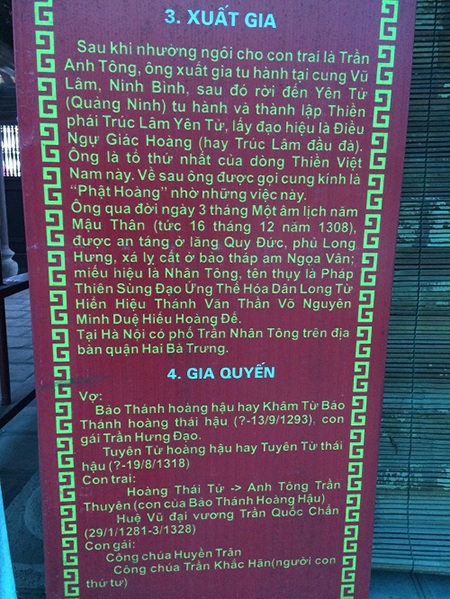 3. XUẤT GIA
Sau khi nhường ngôi cho con trai là Trần
Anh Tông, ông xuất gia tu hành tại cung Vũ
Lâm, Ninh Bình, sau đó rời đến Yên Tử
(Quảng Ninh) tu hành và thành lập Thiền
phái Trúc Lâm Yên Tử, lấy đạo hiệu là Điều
Ngự Giác Hoàng (hay Trúc Lâm đầu đà).
Ông là tổ thứ nhất của dòng Thiền Việt
Nam này. Về sau ông được gọi cung kính là
“Phật Hoàng” nhờ những việc này.
Ông qua đời ngày 3 tháng Một âm lịch năm
Mậu Thân (tức 16 tháng 12 năm 1308),
được an táng ở lăng Quy Đức, phủ Long
Hưng, xá lỵ cất ở bảo tháp am Ngọa Vân;
miếu hiệu là Nhân Tông, tên thụy là Pháp
Thiên Sùng Đạo Ứng Thế Hóa Dân Long Từ
Hiển Hiệu Thánh Văn Thần Võ Nguyên
Minh Duệ Hiếu Hoàng Đế.
Tại Hà Nội có phố Trần Nhân Tông trên địa
bàn quận Hai Bà Trưng.
4. GIA QUYẾN
Vợ:
Bảo Thánh hoàng hậu hay Khâm Từ Bảo
Thánh hoàng thái hậu (?-13/9/1293), con
gái Trần Hưng Đạo.
Tuyên Từ hoàng hậu hay Tuyên Từ thái
hậu (?-19/8/1318)
Con trai:
Hoàng Thái Tử -> Anh Tông Trần
Thuyên (con của Bảo Thánh Hoàng Hậu)
Huệ Vũ đại vương Trần Quốc Chẩn
(29/1/1281-3/1328)
Con gái:
Công chúa Huyền Trân
Công chúa Trần Khắc Hãn(người con
thứ tư)